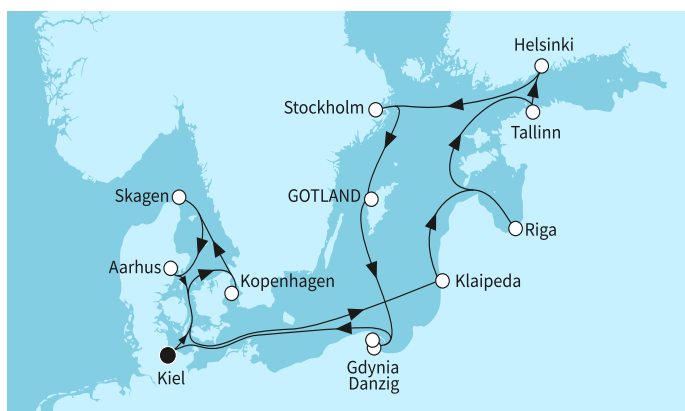 Helsinki
Stockholm
Tallinn
Skagen
GOTLAND
Riga
Aarhus
Kopenhagen
Klaipeda
Gdynia
Danzig
Kiel